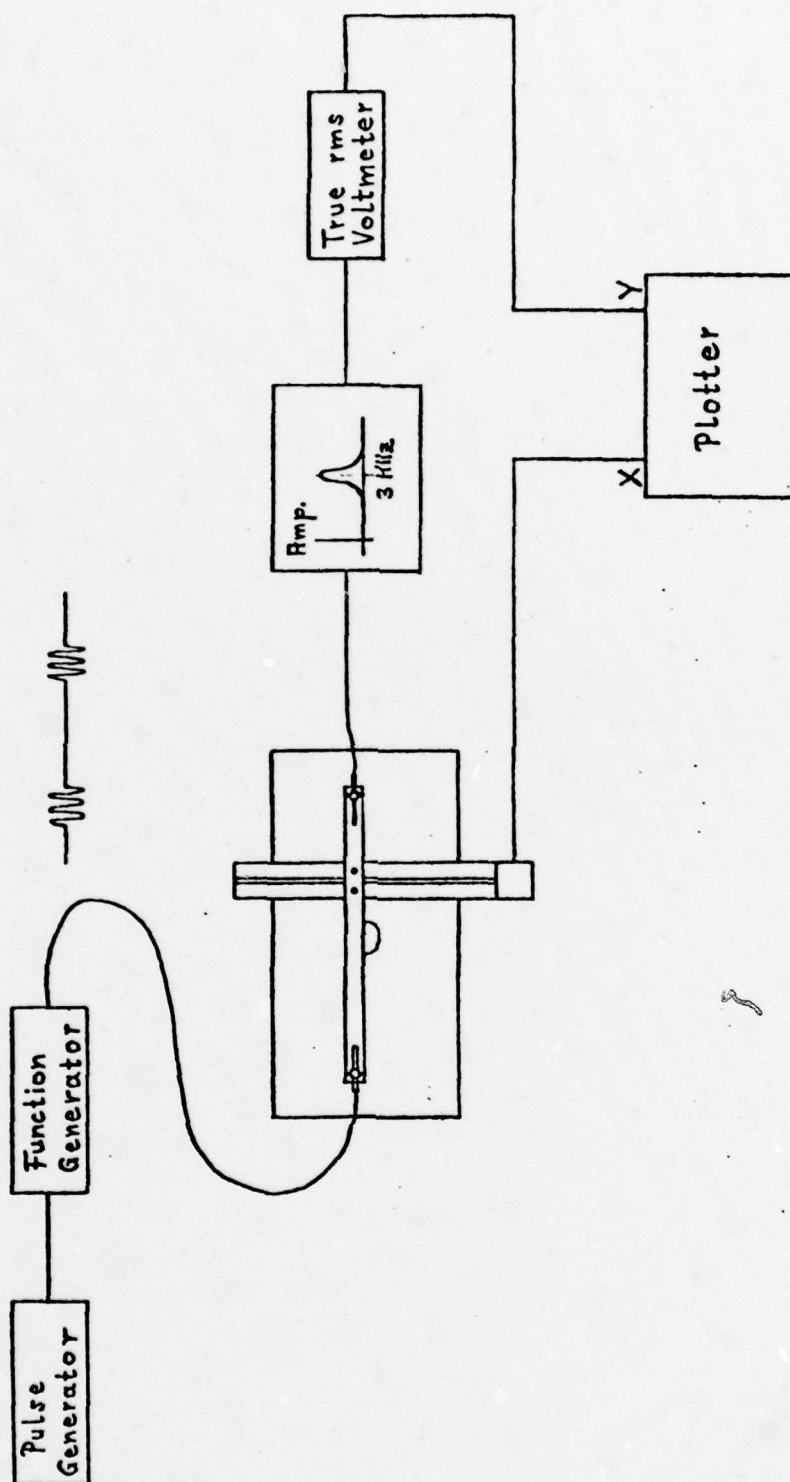 Pulse
Generator
Function
Generator
Amp.
3 KHz
True rms
Voltmeter
X
Y
Plotter